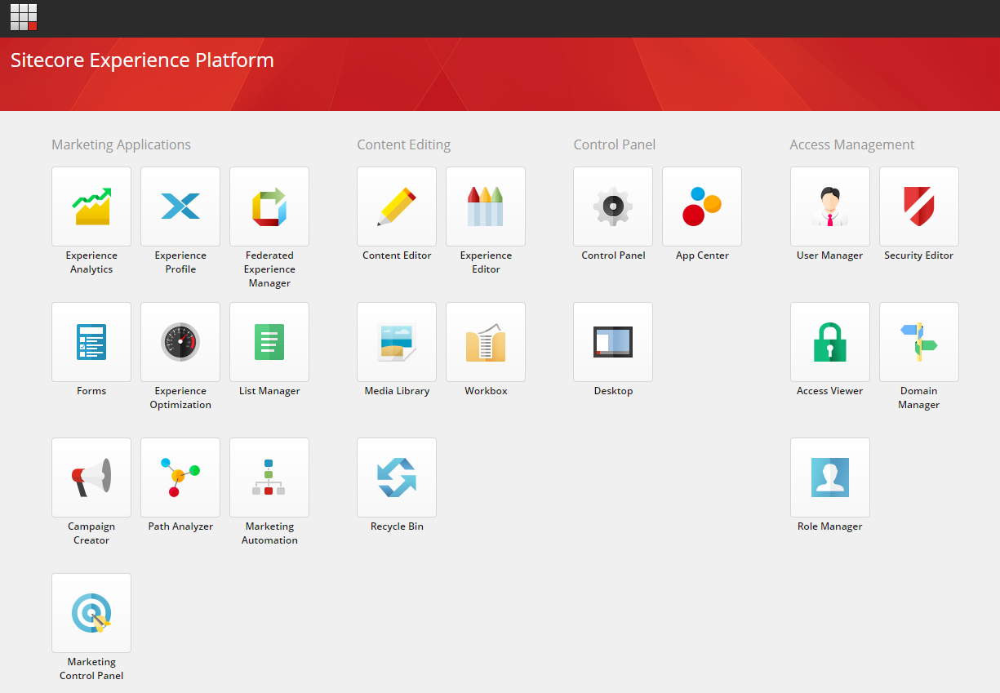 Sitecore Experience Platform
Marketing Applications
Experience
Analytics
Experience
Profile
Federated
Experience
Manager
Forms
Experience
Optimization
List Manager
Campaign
Creator
Path Analyzer
Marketing
Automation
Marketing
Control Panel
Content Editing
Content Editor
Experience
Editor
Media Library
Workbox
Recycle Bin
Control Panel
Control Panel
App Center
Desktop
Access Management
User Manager
Security Editor
Access Viewer
Domain
Manager
Role Manager